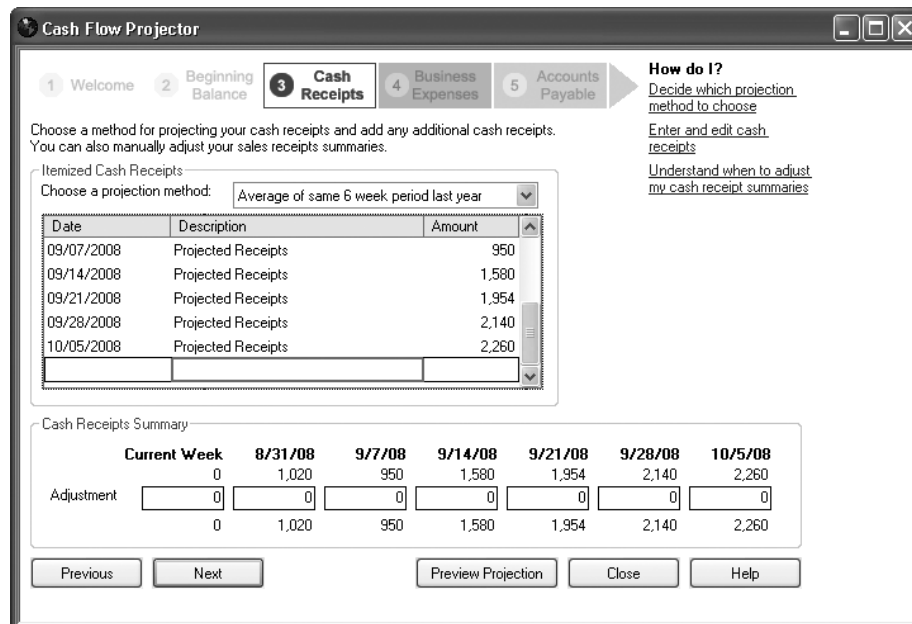 Cash Flow Projector
1 Welcome 2 Beginning Balance 3 Cash Receipts 4 Business Expenses 5 Accounts Payable
How do I?
Decide which projection
method to choose
Enter and edit cash
receipts
Understand when to adjust
my cash receipt summaries
Choose a method for projecting your cash receipts and add any additional cash receipts.
You can also manually adjust your sales receipts summaries.
Itemized Cash Receipts
Choose a projection method: Average of same 6 week period last year
Date Description Amount
09/07/2008 Projected Receipts 950
09/14/2008 Projected Receipts 1,580
09/21/2008 Projected Receipts 1,954
09/28/2008 Projected Receipts 2,140
10/05/2008 Projected Receipts 2,260
Cash Receipts Summary
Current Week 8/31/08 9/7/08 9/14/08 9/21/08 9/28/08 10/5/08
0 1,020 950 1,580 1,954 2,140 2,260
Adjustment 0 0 0 0 0 0 0
0 1,020 950 1,580 1,954 2,140 2,260
Previous Next Preview Projection Close Help